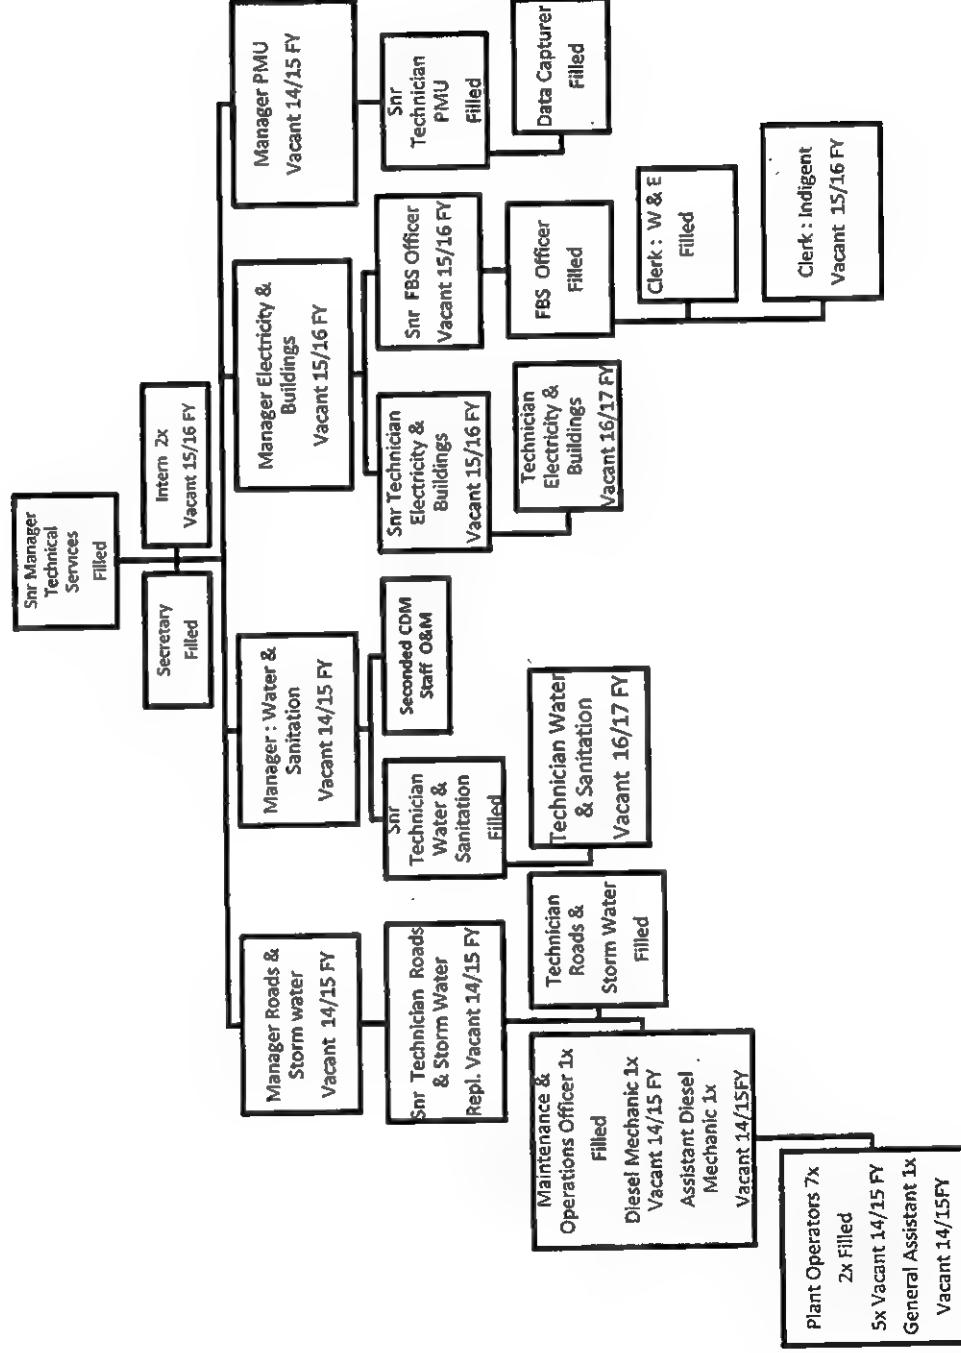 Snr Manager
Technical
Services
Filled
Secretary
Filled
Intern 2x
Vacant 15/16 FY
Manager Roads &
Storm water
Vacant 14/15 FY
Manager : Water &
Sanitation
Vacant 14/15 FY
Manager Electricity &
Buildings
Vacant 15/16 FY
Manager PMU
Vacant 14/15 FY
Snr Technician Roads
& Storm Water
Repl. Vacant 14/15 FY
Snr
Technician
Water &
Sanitation
Filled
Seconded CDM
Staff O&M
Snr Technician
Electricity &
Buildings
Vacant 15/16 FY
Snr FBS Officer
Vacant 15/16 FY
Snr
Technician
PMU
Filled
Maintenance &
Operations Officer 1x
Filled
Diesel Mechanic 1x
Vacant 14/15 FY
Assistant Diesel
Mechanic 1x
Vacant 14/15FY
Technician
Roads &
Storm Water
Filled
Technician Water
& Sanitation
Vacant 16/17 FY
Technician
Electricity &
Buildings
Vacant 16/17 FY
FBS Officer
Filled
Data Capturer
Filled
Clerk : W & E
Filled
Plant Operators 7x
2x Filled
5x Vacant 14/15 FY
General Assistant 1x
Vacant 14/15FY
Clerk : Indigent
Vacant 15/16 FY